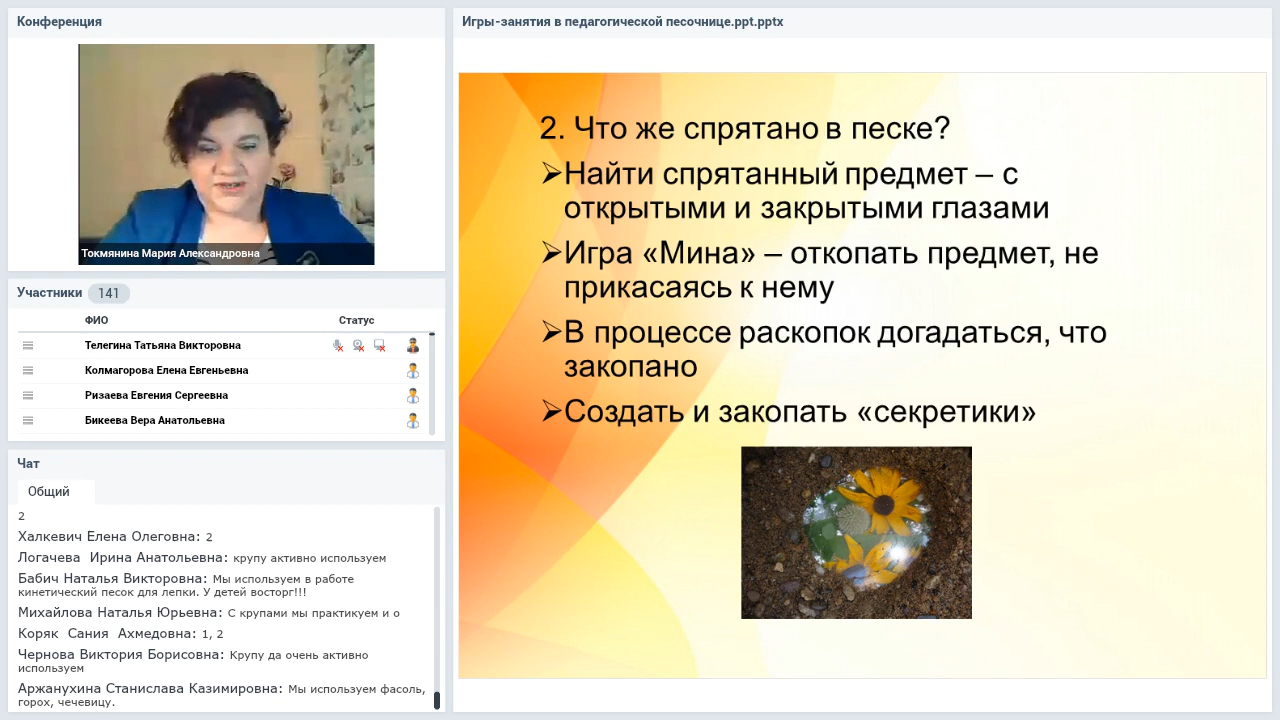 Конференция
Токмянина Мария Александровна
Участники 141
ФИО Статус
Телегина Татьяна Викторовна
Колмагорова Елена Евгеньевна
Ризаева Евгения Сергеевна
Бикеева Вера Анатольевна
Чат
Общий
2
Халкевич Елена Олеговна: 2
Логачева Ирина Анатольевна: крупу активно используем
Бабич Наталья Викторовна: Мы используем в работе
кинетический песок для лепки. У детей восторг!!!
Михайлова Наталья Юрьевна: С крупами мы практикуем и о
Коряк Сания Ахмедовна: 1, 2
Чернова Виктория Борисовна: Крупу да очень активно
используем
Аржанухина Станислава Казимировна: Мы используем фасоль,
горох, чечевицу.
Игры-занятия в педагогической песочнице.ppt.pptx
2. Что же спрятано в песке?
➢Найти спрятанный предмет – с
открытыми и закрытыми глазами
➢Игра «Мина» – откопать предмет, не
прикасаясь к нему
➢В процессе раскопок догадаться, что
закопано
➢Создать и закопать «секретики»